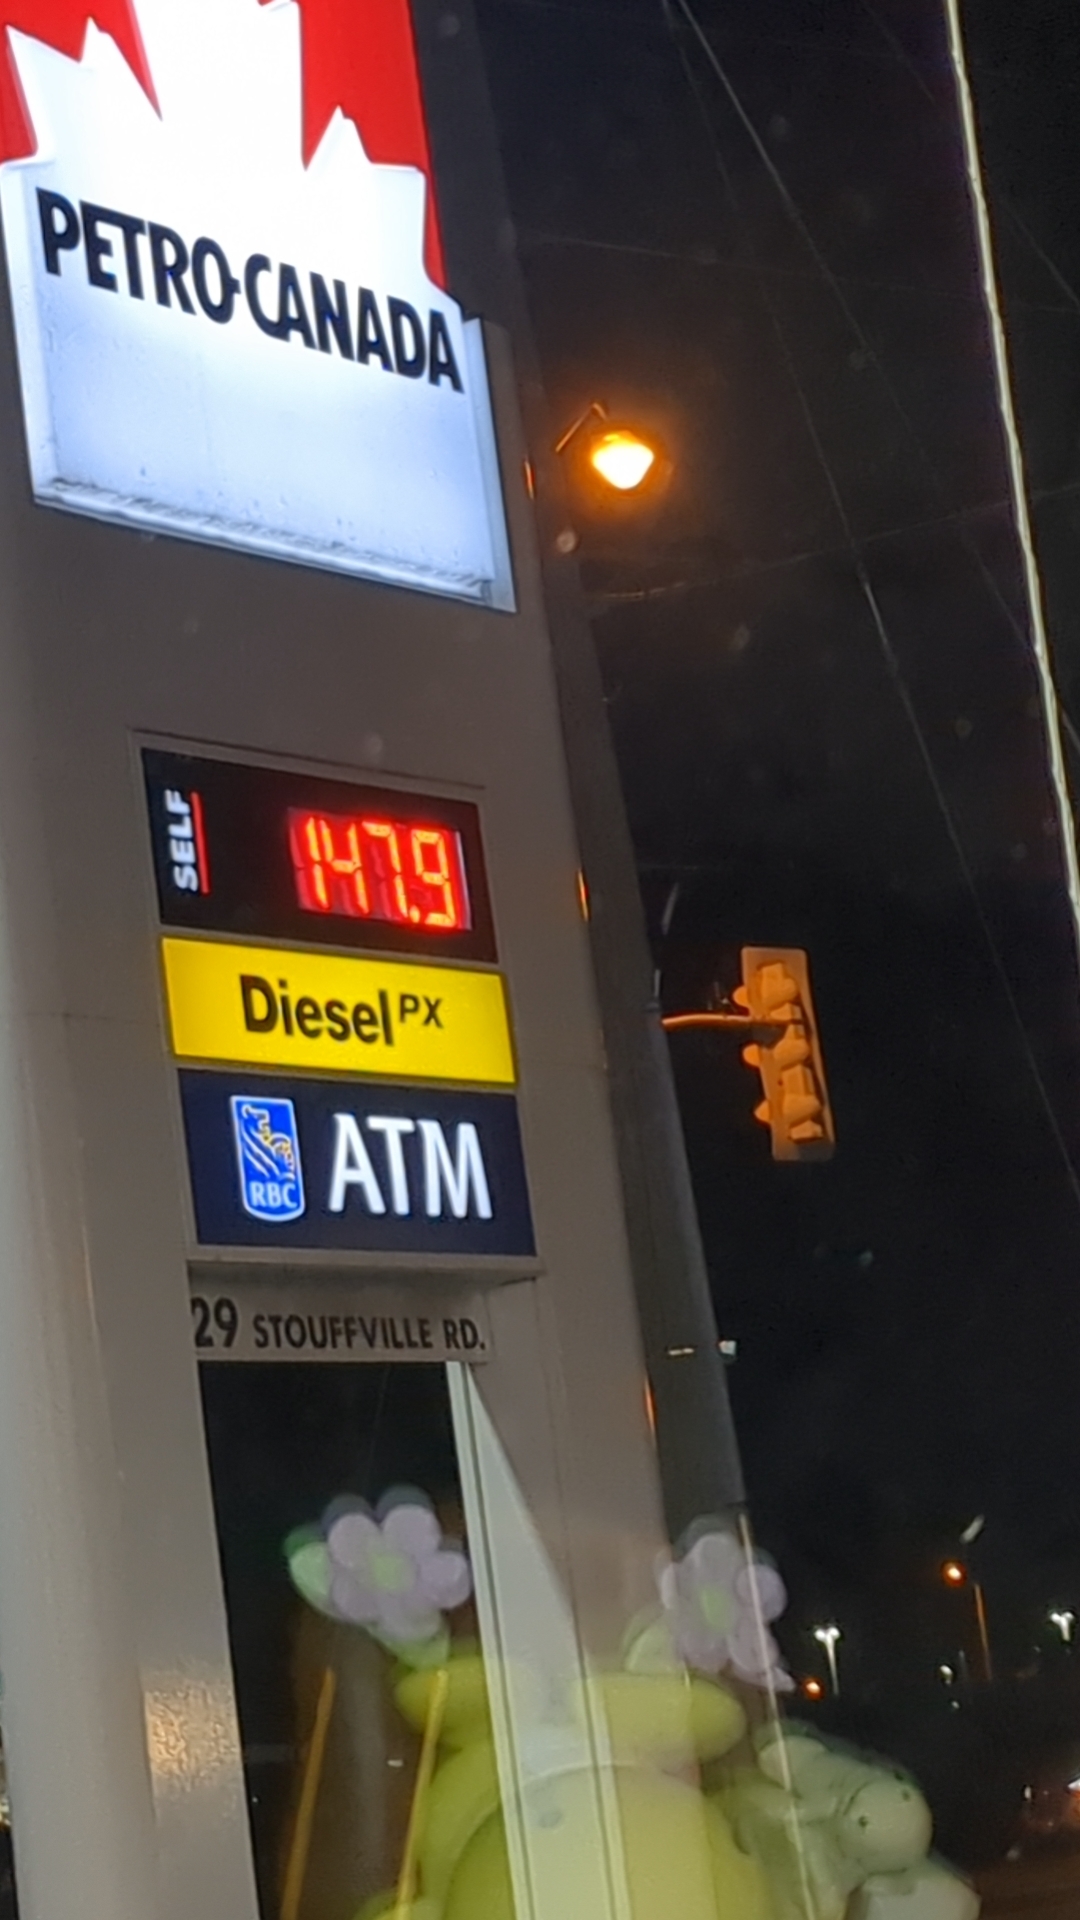 PETRO-CANADA
SELF
147.9
Diesel PX
RBC
ATM
29 STOUFFVILLE RD.